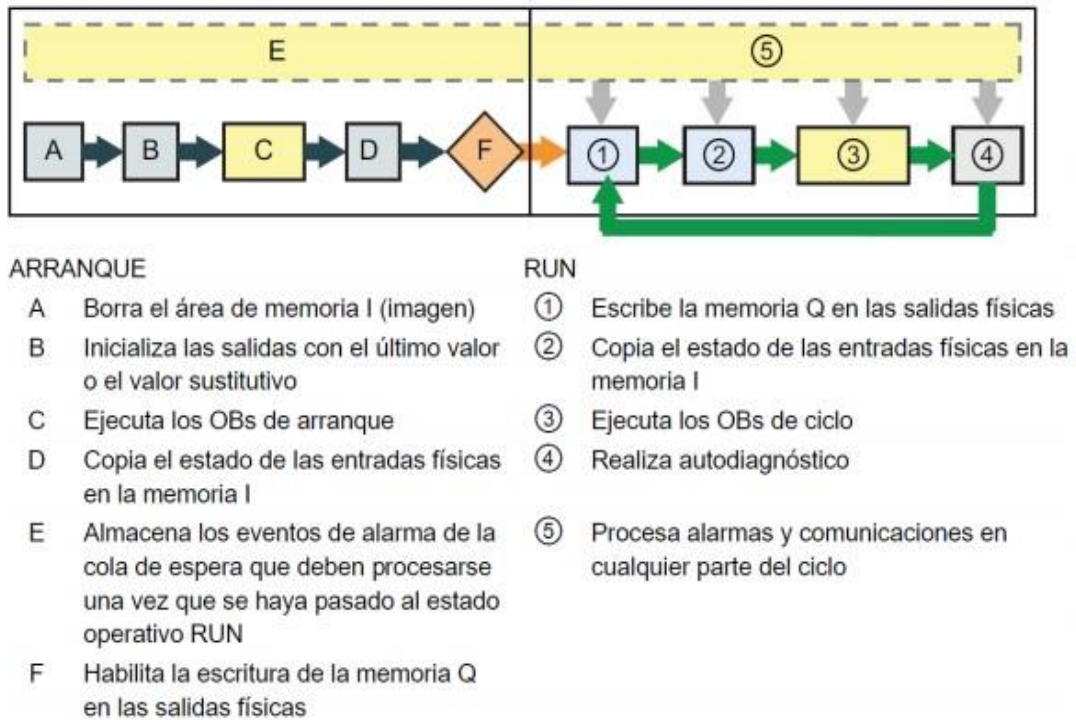 E
⑤
A
B
C
D
F
①
②
③
④
ARRANQUE
A Borra el área de memoria I (imagen)
B Inicializa las salidas con el último valor
o el valor sustitutivo
C Ejecuta los OBs de arranque
D Copia el estado de las entradas físicas
en la memoria I
E Almacena los eventos de alarma de la
cola de espera que deben procesarse
una vez que se haya pasado al estado
operativo RUN
F Habilita la escritura de la memoria Q
en las salidas físicas
RUN
① Escribe la memoria Q en las salidas físicas
② Copia el estado de las entradas físicas en la
memoria I
③ Ejecuta los OBs de ciclo
④ Realiza autodiagnóstico
⑤ Procesa alarmas y comunicaciones en
cualquier parte del ciclo